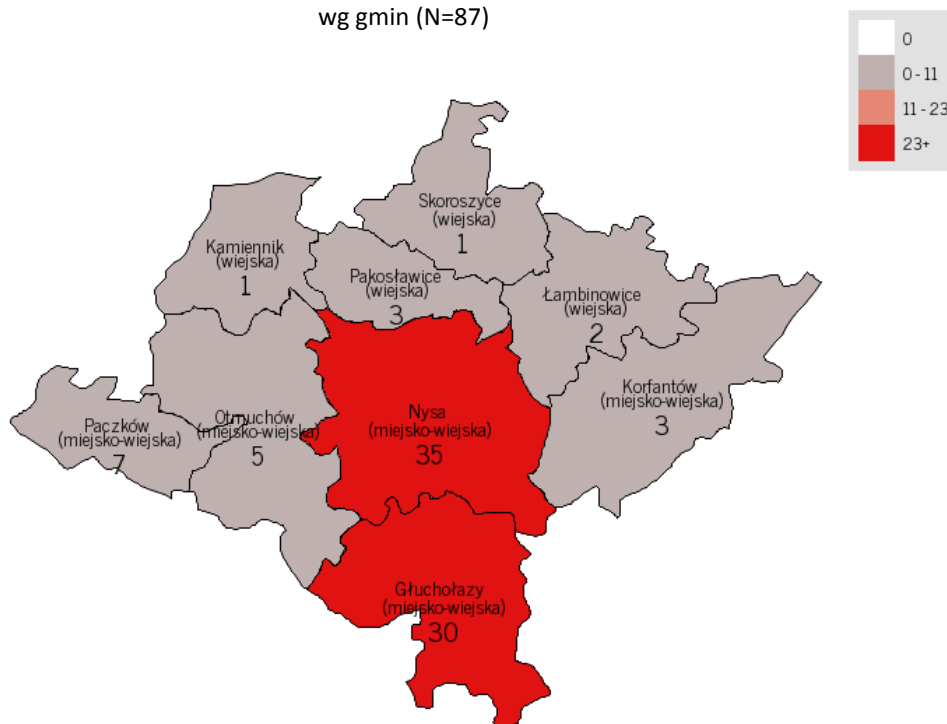 wg gmin (N=87)
0
0 - 11
11 - 23
23+
Skoroszyce
(wiejska)
1
Kamiennik
(wiejska)
1
Pakosławice
(wiejska)
3
Łambinowice
(wiejska)
2
Korfantów
(miejsko-wiejska)
3
Paczków
(miejsko-wiejska)
7
Otmuchów
(miejsko-wiejska)
5
Nysa
(miejsko-wiejska)
35
Głuchołazy
(miejsko-wiejska)
30